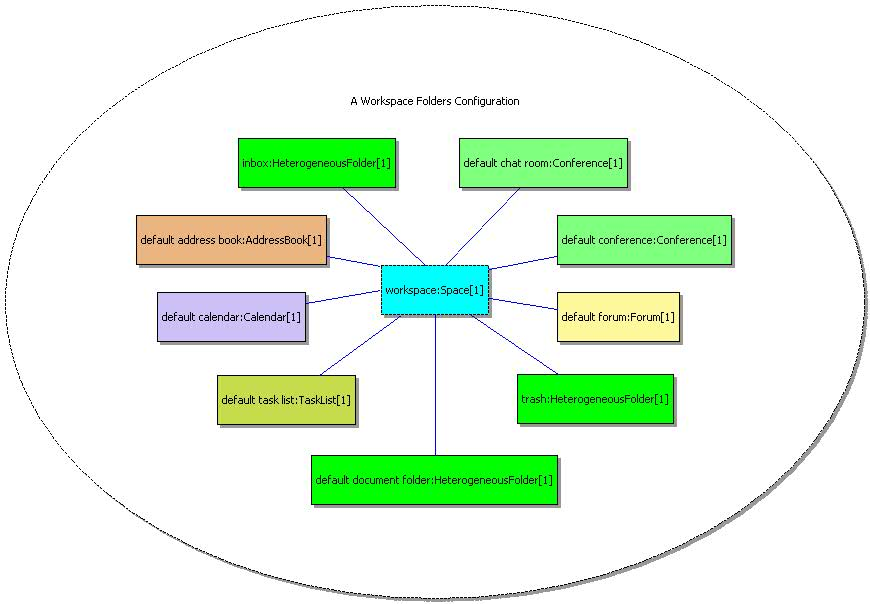 A Workspace Folders Configuration
inbox:HeterogeneousFolder[1]
default chat room:Conference[1]
default address book:AddressBook[1]
default conference:Conference[1]
workspace:Space[1]
default calendar:Calendar[1]
default forum:Forum[1]
default task list:TaskList[1]
trash:HeterogeneousFolder[1]
default document folder:HeterogeneousFolder[1]